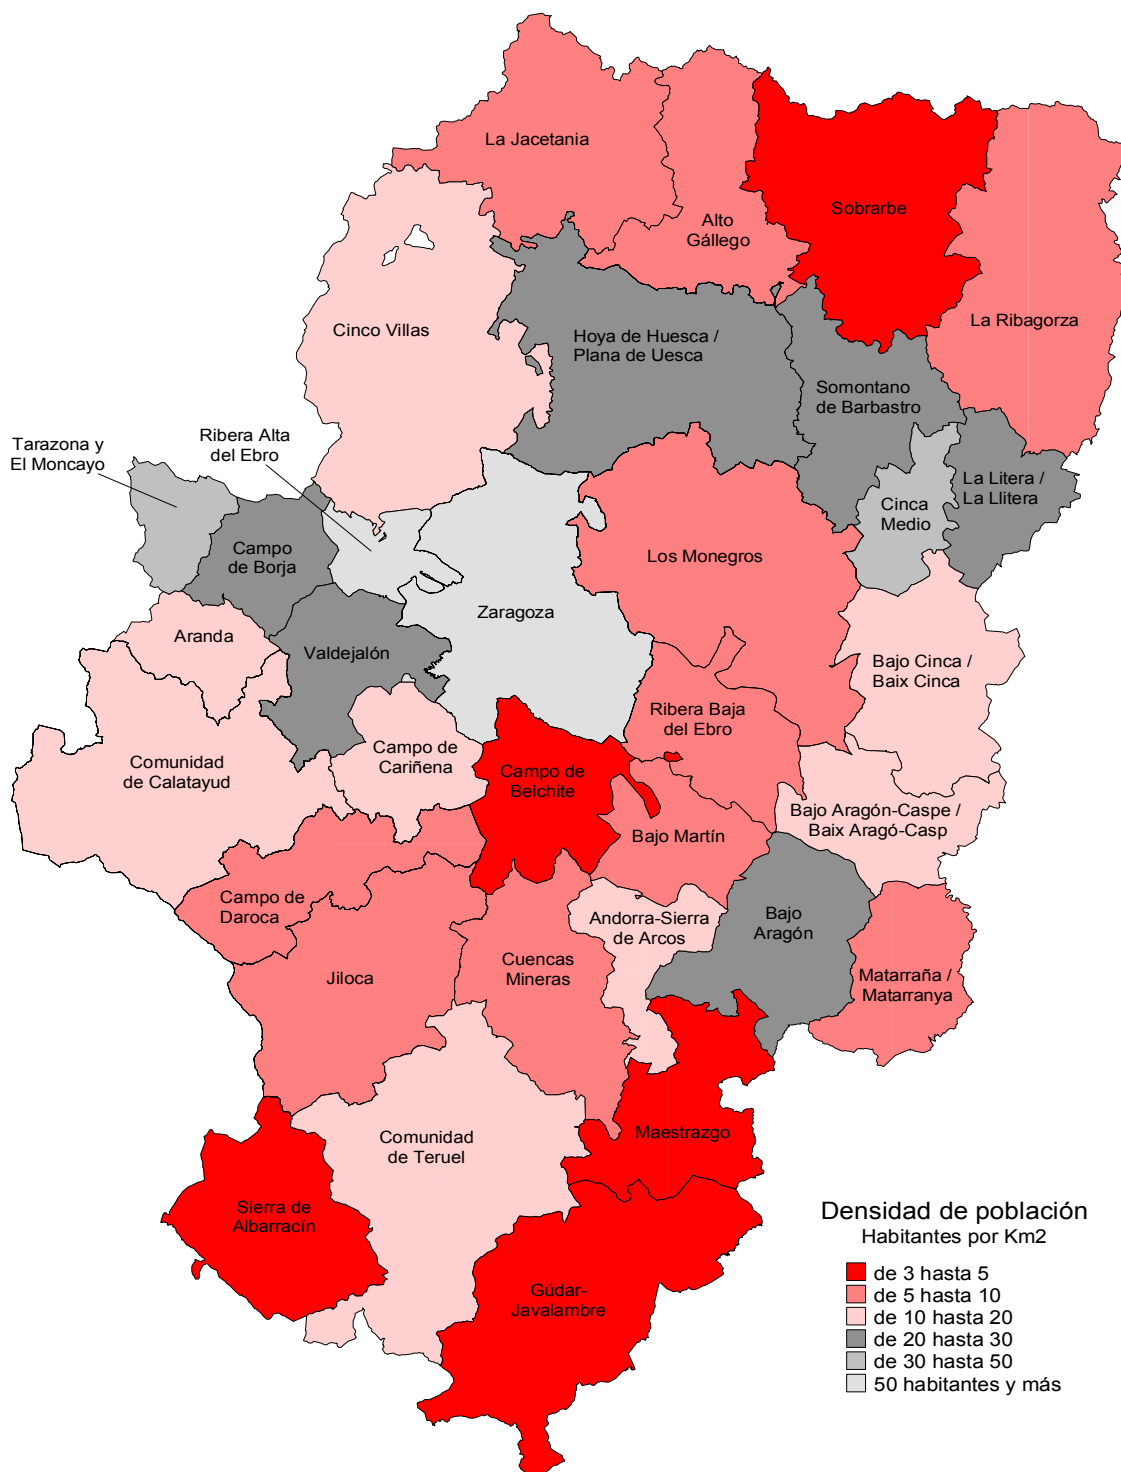 La Jacetania
Alto
Gállego
Sobrarbe
La Ribagorza
Cinco Villas
Hoya de Huesca /
Plana de Uesca
Somontano
de Barbastro
Tarazona y
El Moncayo
Ribera Alta
del Ebro
La Litera /
La Llitera
Cinca
Medio
Campo
de Borja
Los Monegros
Zaragoza
Aranda
Valdejalón
Bajo Cinca /
Baix Cinca
Ribera Baja
del Ebro
Comunidad
de Calatayud
Campo de
Cariñena
Campo de
Belchite
Bajo Aragón-Caspe /
Baix Aragó-Casp
Bajo Martín
Campo de
Daroca
Andorra-Sierra
de Arcos
Bajo
Aragón
Jiloca
Cuencas
Mineras
Matarraña /
Matarranya
Comunidad
de Teruel
Maestrazgo
Sierra de
Albarracín
Gúdar-
Javalambre
Densidad de población
Habitantes por Km2
de 3 hasta 5
de 5 hasta 10
de 10 hasta 20
de 20 hasta 30
de 30 hasta 50
50 habitantes y más